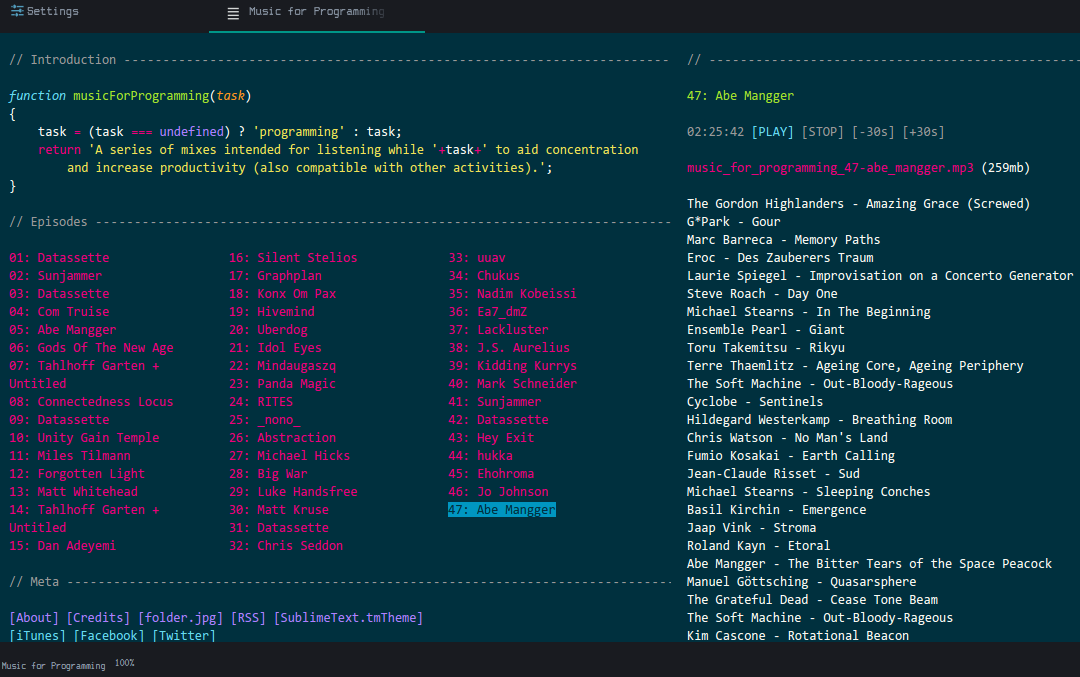 Settings
Music for Programming
// Introduction ----------------------------------------------------------------------------
function musicForProgramming(task)
{
    task = (task === undefined) ? 'programming' : task;
    return 'A series of mixes intended for listening while '+task+' to aid concentration
        and increase productivity (also compatible with other activities).';
}
// Episodes --------------------------------------------------------------------------------
01: Datassette
02: Sunjammer
03: Datassette
04: Com Truise
05: Abe Mangger
06: Gods Of The New Age
07: Tahlhoff Garten +
Untitled
08: Connectedness Locus
09: Datassette
10: Unity Gain Temple
11: Miles Tilmann
12: Forgotten Light
13: Matt Whitehead
14: Tahlhoff Garten +
Untitled
15: Dan Adeyemi
16: Silent Stelios
17: Graphplan
18: Konx Om Pax
19: Hivemind
20: Uberdog
21: Idol Eyes
22: Mindaugaszq
23: Panda Magic
24: RITES
25: _nono_
26: Abstraction
27: Michael Hicks
28: Big War
29: Luke Handsfree
30: Matt Kruse
31: Datassette
32: Chris Seddon
33: uuav
34: Chukus
35: Nadim Kobeissi
36: Ea7_dmZ
37: Lackluster
38: J.S. Aurelius
39: Kidding Kurrys
40: Mark Schneider
41: Sunjammer
42: Datassette
43: Hey Exit
44: hukka
45: Ehohroma
46: Jo Johnson
47: Abe Mangger
// Meta ------------------------------------------------------------------------------------
[About] [Credits] [folder.jpg] [RSS] [SublimeText.tmTheme]
[iTunes] [Facebook] [Twitter]
// ----------------------------------------------------
47: Abe Mangger
02:25:42 [PLAY] [STOP] [-30s] [+30s]
music_for_programming_47-abe_mangger.mp3 (259mb)
The Gordon Highlanders - Amazing Grace (Screwed)
G*Park - Gour
Marc Barreca - Memory Paths
Eroc - Des Zauberers Traum
Laurie Spiegel - Improvisation on a Concerto Generator
Steve Roach - Day One
Michael Stearns - In The Beginning
Ensemble Pearl - Giant
Toru Takemitsu - Rikyu
Terre Thaemlitz - Ageing Core, Ageing Periphery
The Soft Machine - Out-Bloody-Rageous
Cyclobe - Sentinels
Hildegard Westerkamp - Breathing Room
Chris Watson - No Man's Land
Fumio Kosakai - Earth Calling
Jean-Claude Risset - Sud
Michael Stearns - Sleeping Conches
Basil Kirchin - Emergence
Jaap Vink - Stroma
Roland Kayn - Etoral
Abe Mangger - The Bitter Tears of the Space Peacock
Manuel Göttsching - Quasarsphere
The Grateful Dead - Cease Tone Beam
The Soft Machine - Out-Bloody-Rageous
Kim Cascone - Rotational Beacon
Music for Programming 100%